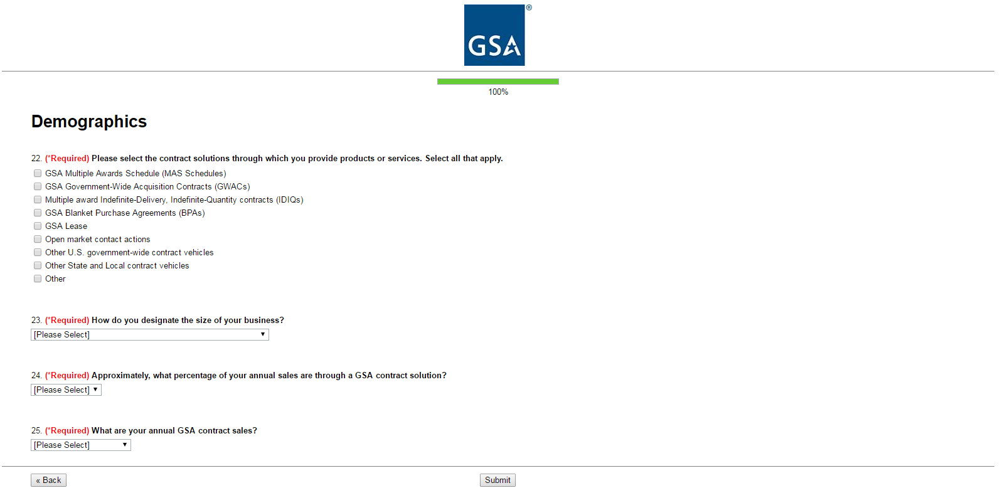 GSA ®
100%
Demographics
22. (*Required) Please select the contract solutions through which you provide products or services. Select all that apply.
GSA Multiple Awards Schedule (MAS Schedules)
GSA Government-Wide Acquisition Contracts (GWACs)
Multiple award Indefinite-Delivery, Indefinite-Quantity contracts (IDIQs)
GSA Blanket Purchase Agreements (BPAs)
GSA Lease
Open market contact actions
Other U.S. government-wide contract vehicles
Other State and Local contract vehicles
Other
23. (*Required) How do you designate the size of your business?
[Please Select]
24. (*Required) Approximately, what percentage of your annual sales are through a GSA contract solution?
[Please Select]
25. (*Required) What are your annual GSA contract sales?
[Please Select]
« Back Submit